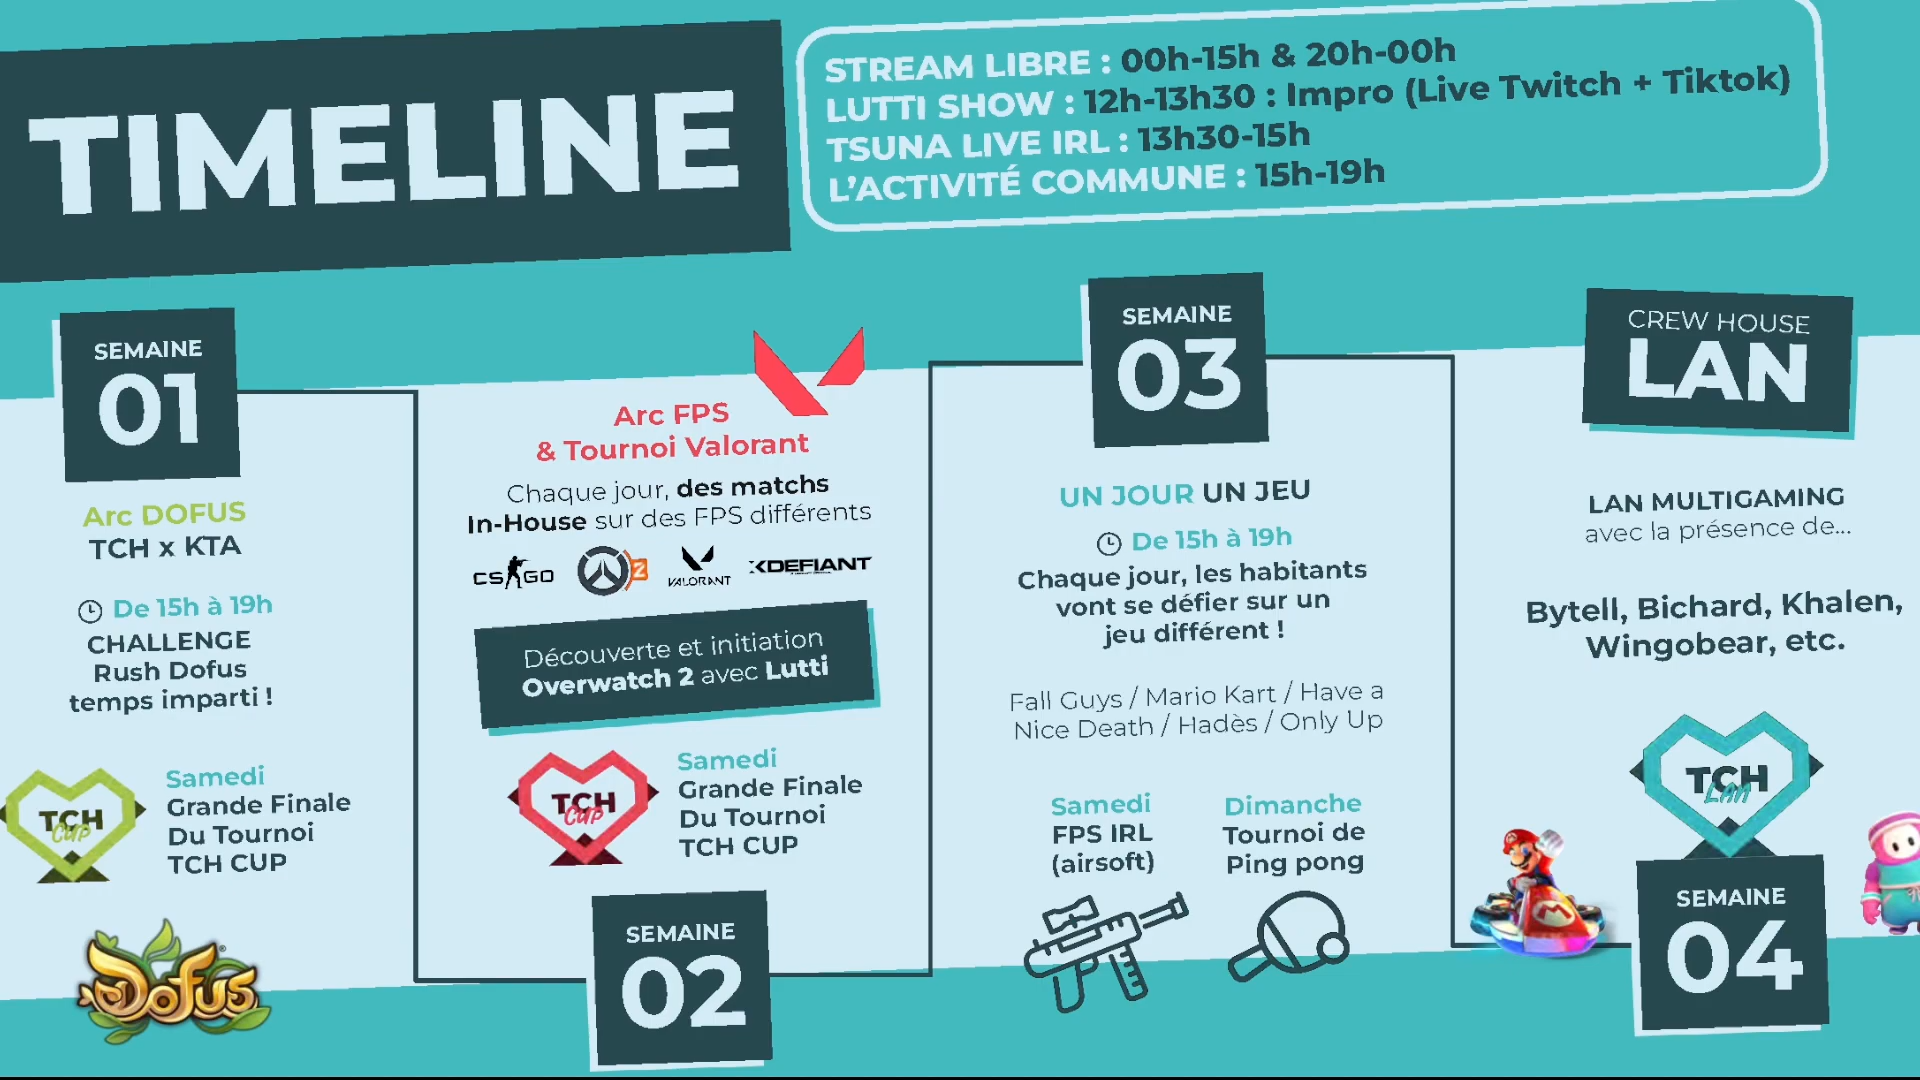 TIMELINE
STREAM LIBRE : 00h-15h & 20h-00h
LUTTI SHOW : 12h-13h30 : Impro (Live Twitch + Tiktok)
TSUNA LIVE IRL : 13h30-15h
L'ACTIVITÉ COMMUNE : 15h-19h
SEMAINE
01
Arc DOFUS
TCH x KTA
De 15h à 19h
CHALLENGE
Rush Dofus
temps imparti !
TCH
CUP
Samedi
Grande Finale
Du Tournoi
TCH CUP
DOFUS
Arc FPS
& Tournoi Valorant
Chaque jour, des matchs
In-House sur des FPS différents
CS GO
2
VALORANT
XDEFIANT
Découverte et initiation
Overwatch 2 avec Lutti
TCH
CUP
Samedi
Grande Finale
Du Tournoi
TCH CUP
SEMAINE
02
SEMAINE
03
UN JOUR UN JEU
De 15h à 19h
Chaque jour, les habitants
vont se défier sur un
jeu différent !
Fall Guys / Mario Kart / Have a
Nice Death / Hadès / Only Up
Samedi
FPS IRL
(airsoft)
Dimanche
Tournoi de
Ping pong
CREW HOUSE
LAN
LAN MULTIGAMING
avec la présence de...
Bytell, Bichard, Khalen,
Wingobear, etc.
TCH
LAN
M
SEMAINE
04